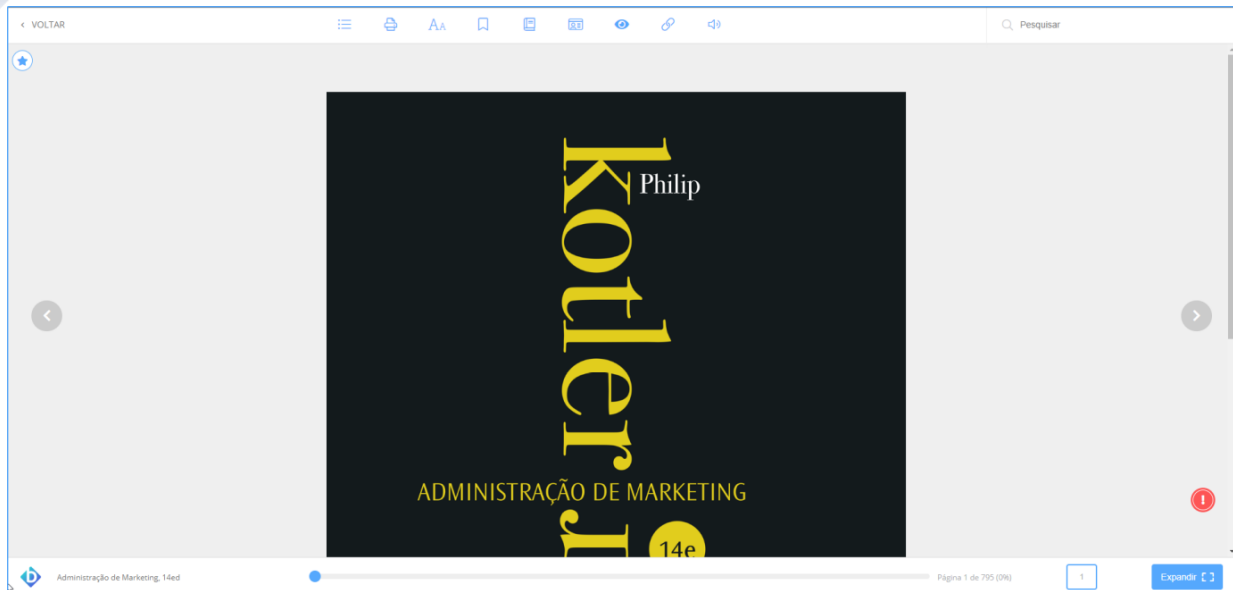 VOLTAR
Pesquisar
Philip
kotler
ADMINISTRAÇÃO DE MARKETING
14e
Administração de Marketing, 14ed
Página 1 de 795 (0%)
1
Expandir